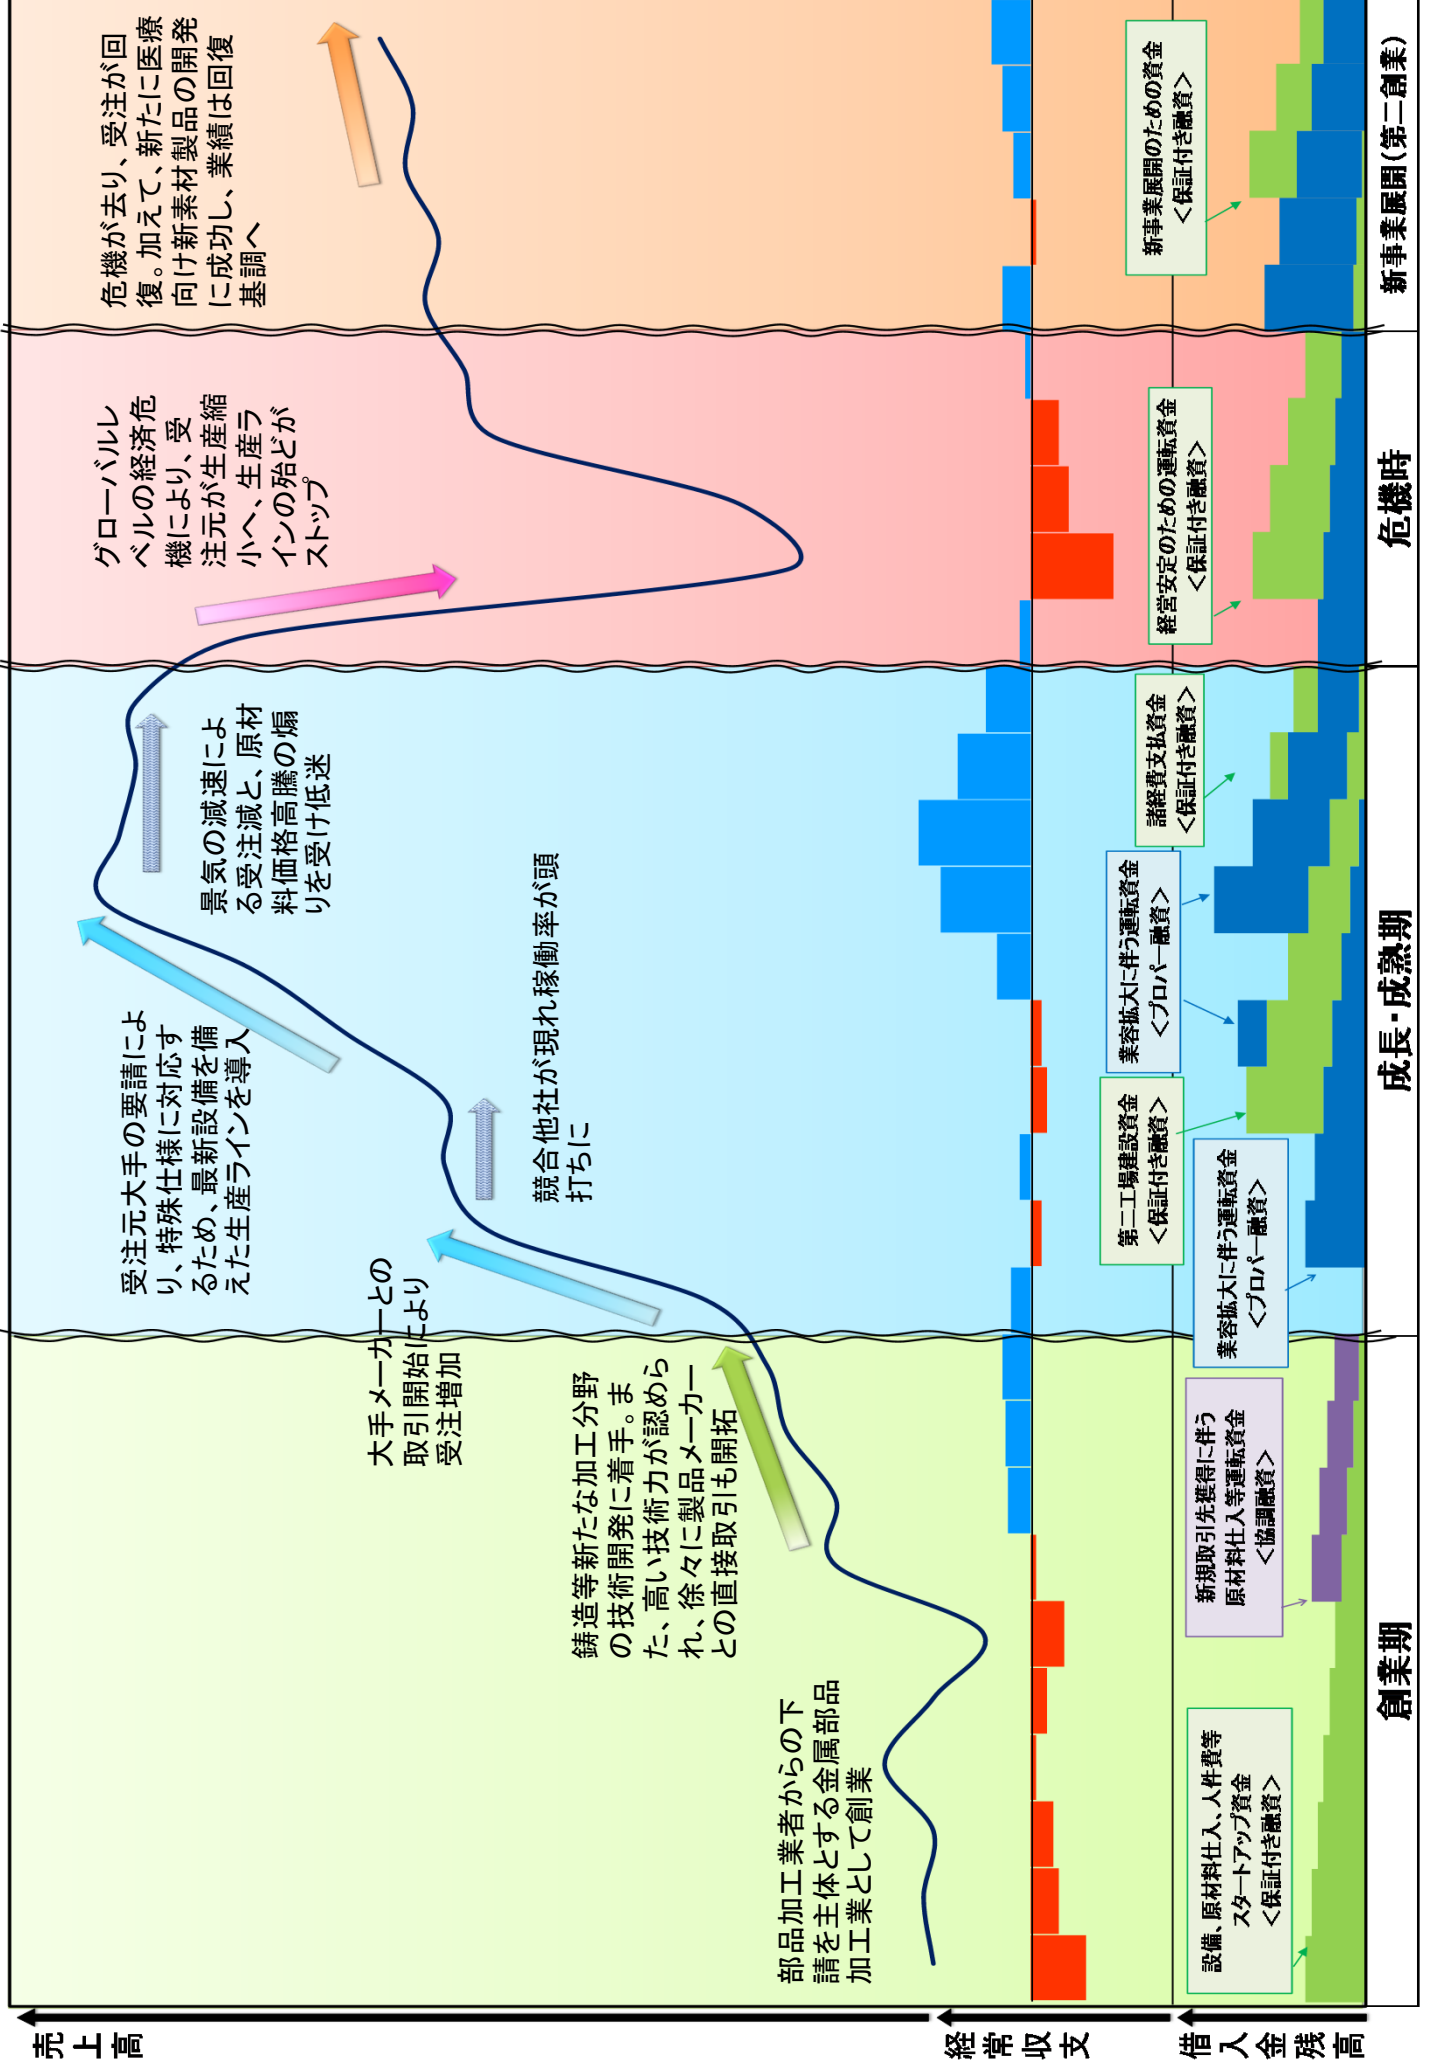 売上高
経常収支
借入金残高
部品加工業者からの下
請を主体とする金属部品
加工業として創業
鋳造等新たな加工分野
の技術開発に着手。ま
た、高い技術力が認めら
れ、徐々に製品メーカー
との直接取引も開拓
大手メーカーとの
取引開始により
受注増加
競合他社が現れ稼働率が頭
打ちに
受注元大手の要請によ
り、特殊仕様に対応す
るため、最新設備を備
えた生産ラインを導入
景気の減速によ
る受注減と、原材
料価格高騰の煽
りを受け低迷
グローバルレ
ベルの経済危
機により、受
注元が生産縮
小へ、生産ラ
インの殆どが
ストップ
危機が去り、受注が回
復。加えて、新たに医療
向け新素材製品の開発
に成功し、業績は回復
基調へ
設備、原材料仕入、人件費等
スタートアップ資金
＜保証付き融資＞
新規取引先獲得に伴う
原材料仕入等運転資金
＜協調融資＞
業容拡大に伴う運転資金
＜プロパー融資＞
第二工場建設資金
＜保証付き融資＞
業容拡大に伴う運転資金
＜プロパー融資＞
諸経費支払資金
＜保証付き融資＞
経営安定のための運転資金
＜保証付き融資＞
新事業展開のための資金
＜保証付き融資＞
創業期
成長・成熟期
危機時
新事業展開(第二創業)